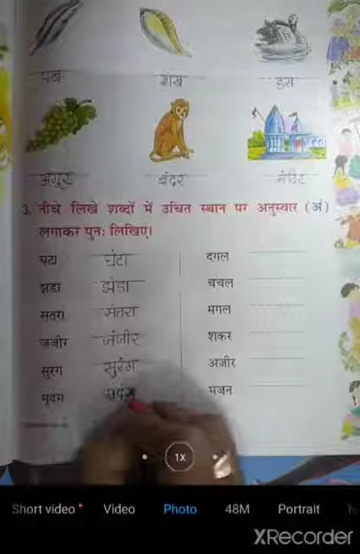 पंख शंख हंस
अंगूर बंदर मंदिर
3. नीचे लिखे शब्दों में उचित स्थान पर अनुस्वार (अं)
लगाकर पुनः लिखिए।
घटा घंटा दगल
झडा झंडा चचल
सतरा संतरा मगल
जजीर जंजीर शकर
सुरग सुरंग अजीर
मृदग मजन
1X
Short video Video Photo 48M Portrait
XRecorder